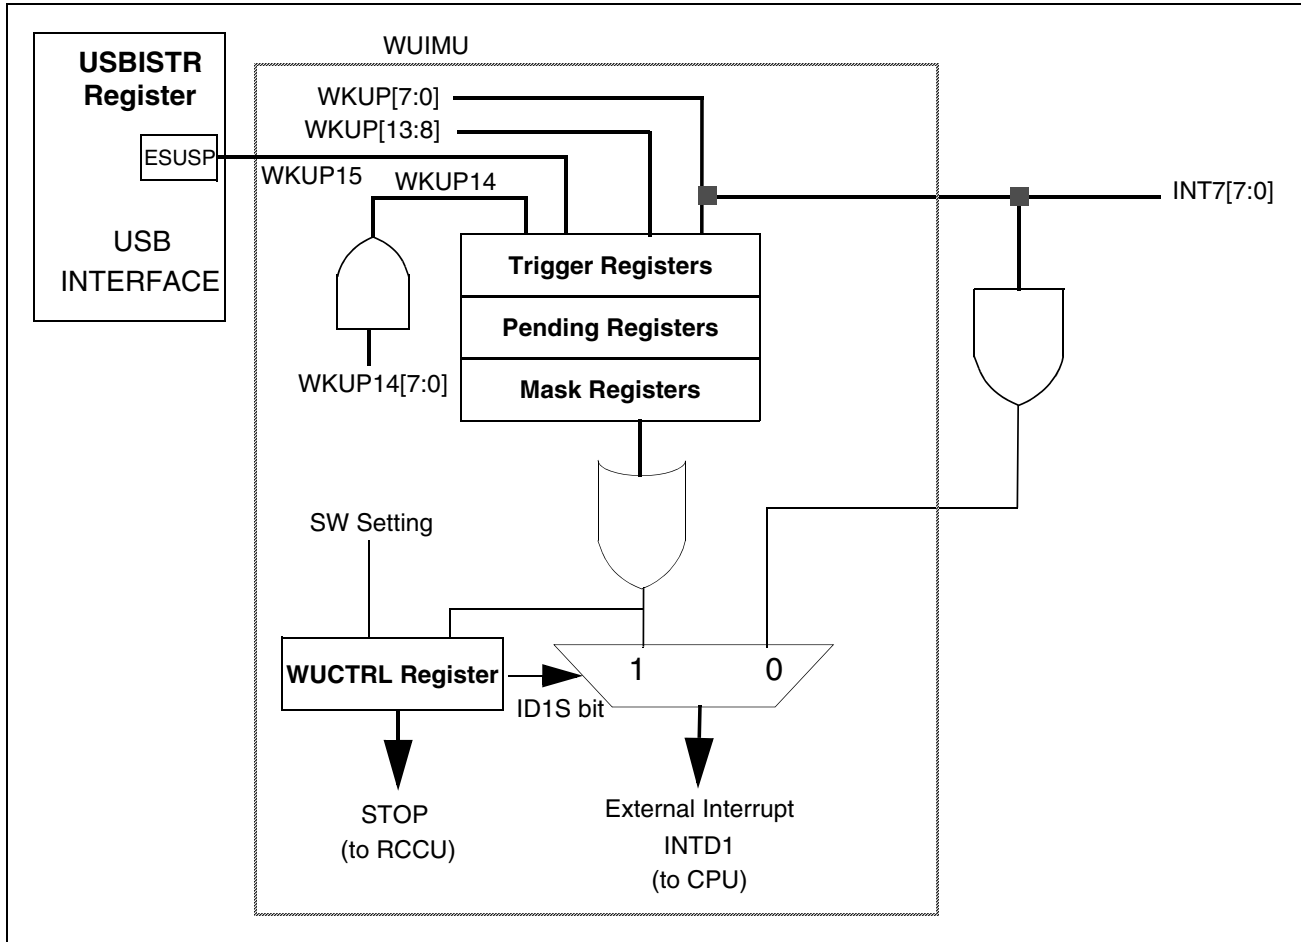 WUIMU
USBISTR
Register
WKUP[7:0]
WKUP[13:8]
ESUSP
WKUP15
WKUP14
INT7[7:0]
USB
INTERFACE
Trigger Registers
Pending Registers
Mask Registers
WKUP14[7:0]
SW Setting
WUCTRL Register
1
0
ID1S bit
STOP
(to RCCU)
External Interrupt
INTD1
(to CPU)